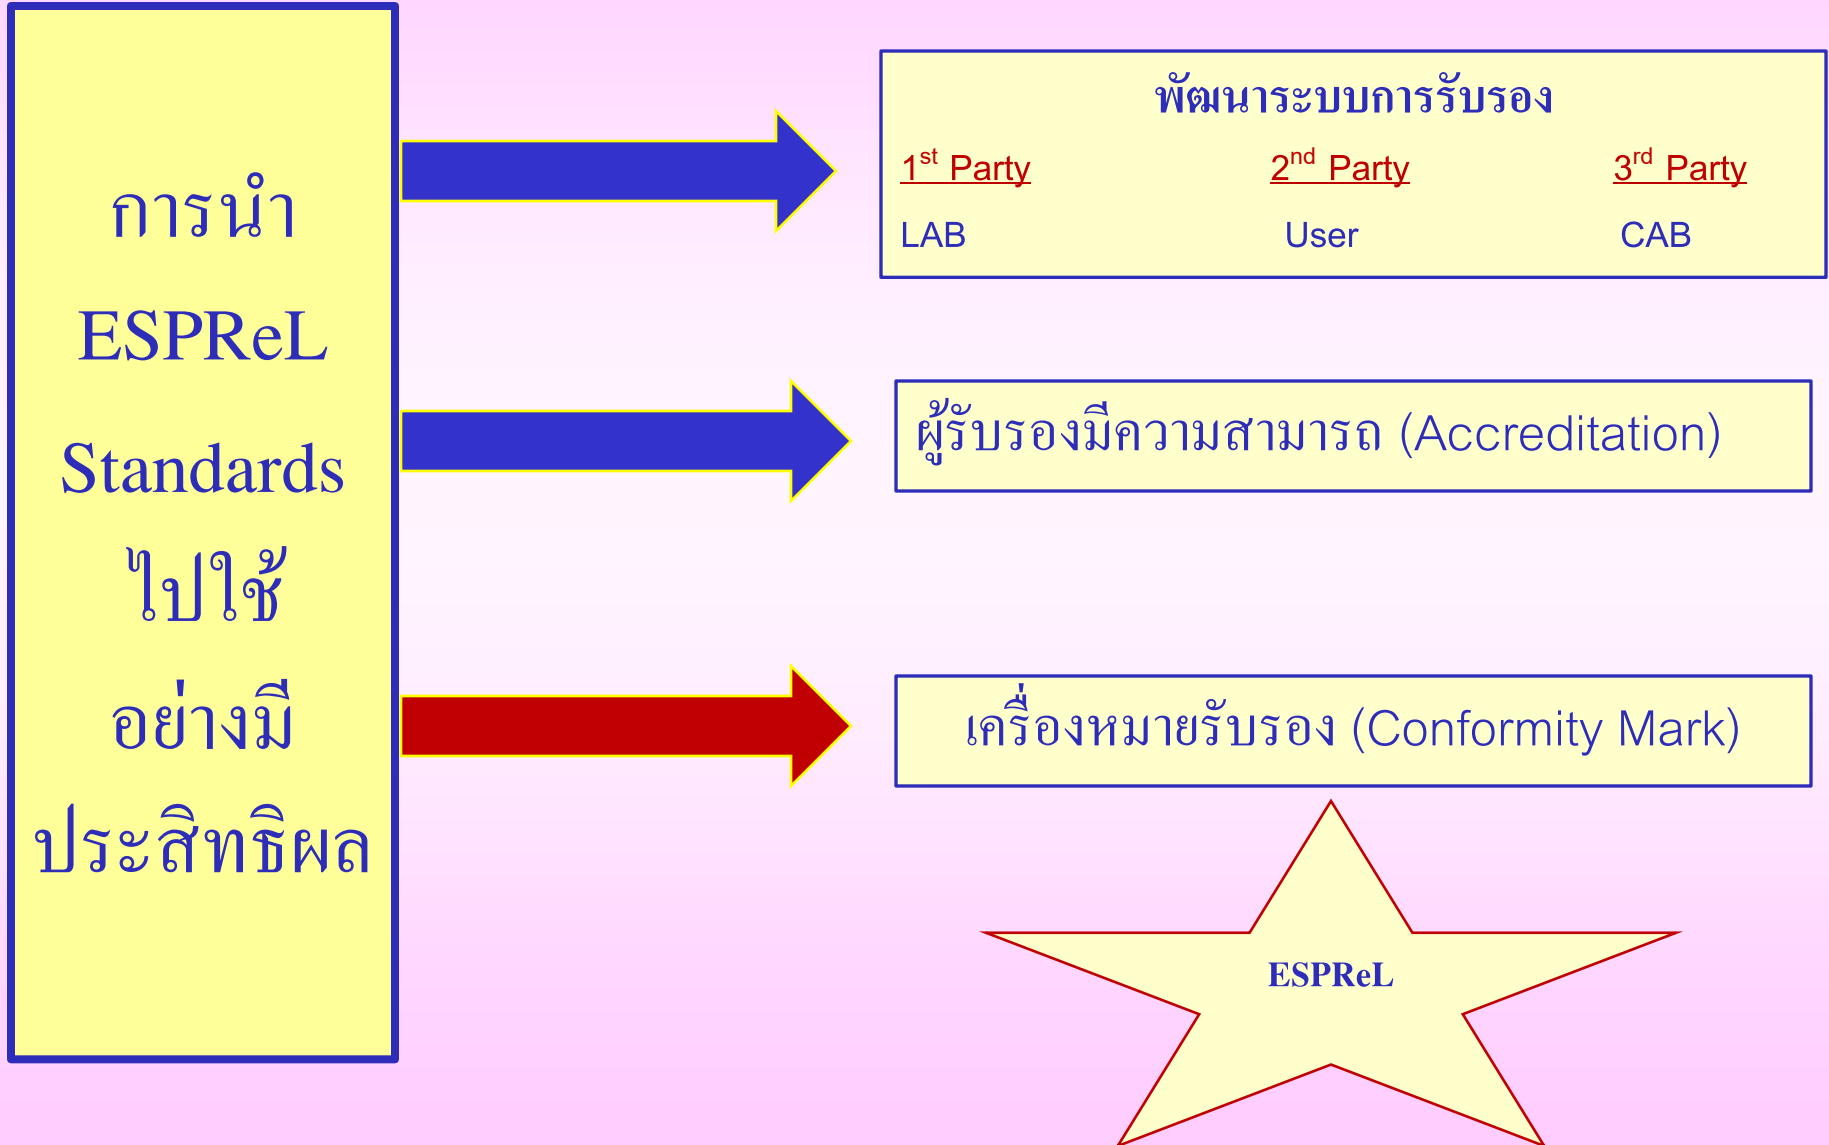 การนำ
ESPReL
Standards
ไปใช้
อย่างมี
ประสิทธิผล
พัฒนาระบบการรับรอง
1st Party 2nd Party 3rd Party
LAB User CAB
ผู้รับรองมีความสามารถ (Accreditation)
เครื่องหมายรับรอง (Conformity Mark)
ESPReL